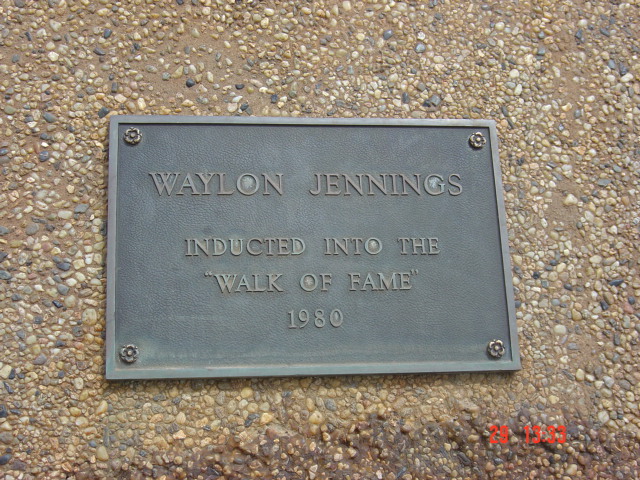 WAYLON JENNINGS
INDUCTED INTO THE
"WALK OF FAME"
1980
28 13:33